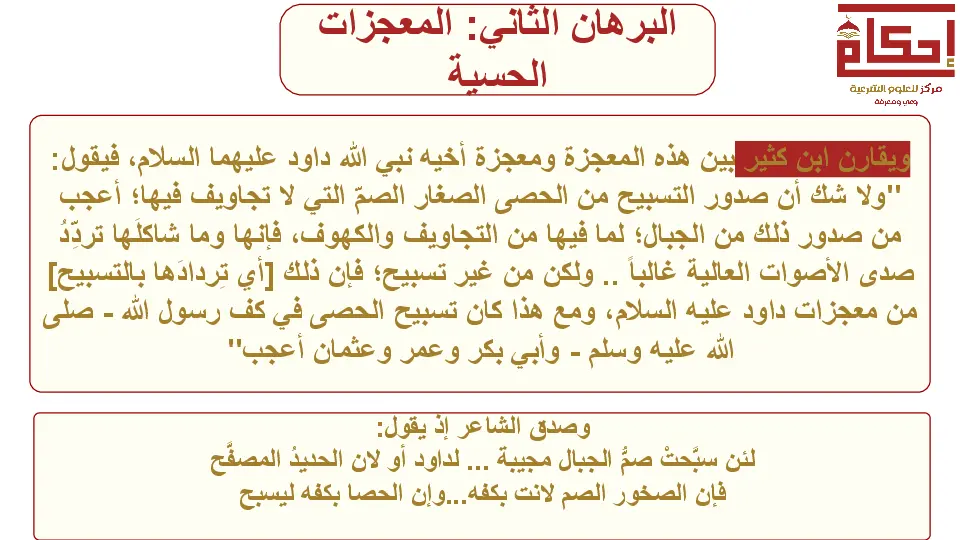 البرهان الثاني: المعجزات
الحسية
إحكام
مركز للعلوم الشرعية
وعي ومعرفة
ويقارن ابن كثير بين هذه المعجزة ومعجزة أخيه نبي الله داود عليهما السلام، فيقول:
"ولا شك أن صدور التسبيح من الحصى الصغار الصمّ التي لا تجاويف فيها؛ أعجب
من صدور ذلك من الجبال؛ لما فيها من التجاويف والكهوف، فإنها وما شاكلَها تردِّدُ
صدى الأصوات العالية غالباً .. ولكن من غير تسبيح؛ فإن ذلك [أي تِردادَها بالتسبيح]
من معجزات داود عليه السلام، ومع هذا كان تسبيح الحصى في كف رسول الله - صلى
الله عليه وسلم - وأبي بكر وعمر وعثمان أعجب"
وصدق الشاعر إذ يقول:
لئن سبَّحتْ صمُّ الجبال مجيبة ... لداود أو لان الحديدُ المصفَّح
فإن الصخور الصم لانت بكفه...وإن الحصا بكفه ليسبح